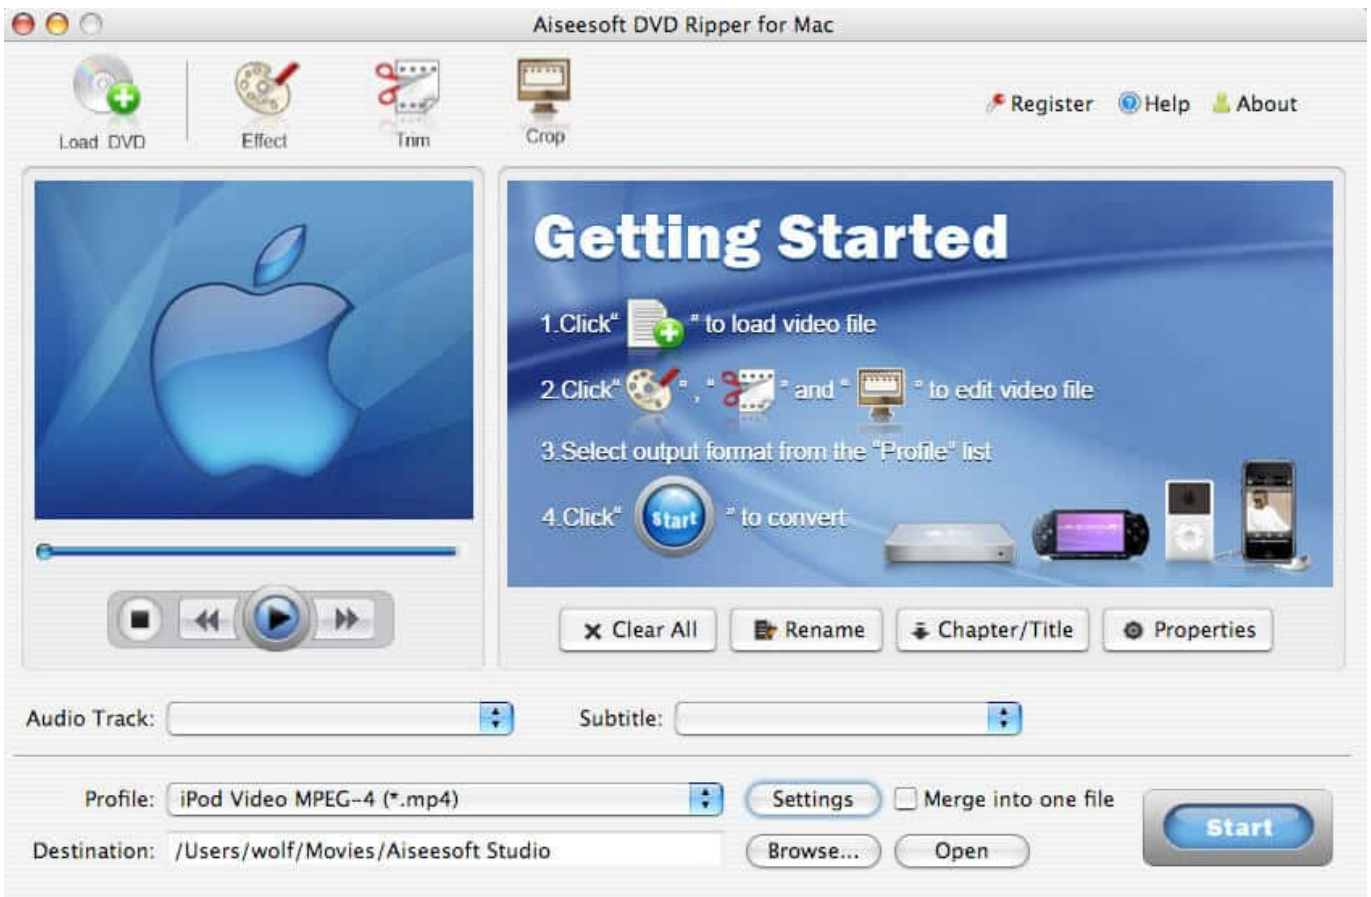 Aiseesoft DVD Ripper for Mac
Load DVD
Effect
Trim
Crop
Register
Help
About
Getting Started
1.Click“ ” to load video file
2.Click“ ”, “ ” and “ ” to edit video file
3.Select output format from the “Profile” list
4.Click“ Start ” to convert
Clear All
Rename
Chapter/Title
Properties
Audio Track:
Subtitle:
Profile: iPod Video MPEG-4 (*.mp4)
Settings
Merge into one file
Start
Destination: /Users/wolf/Movies/Aiseesoft Studio
Browse...
Open